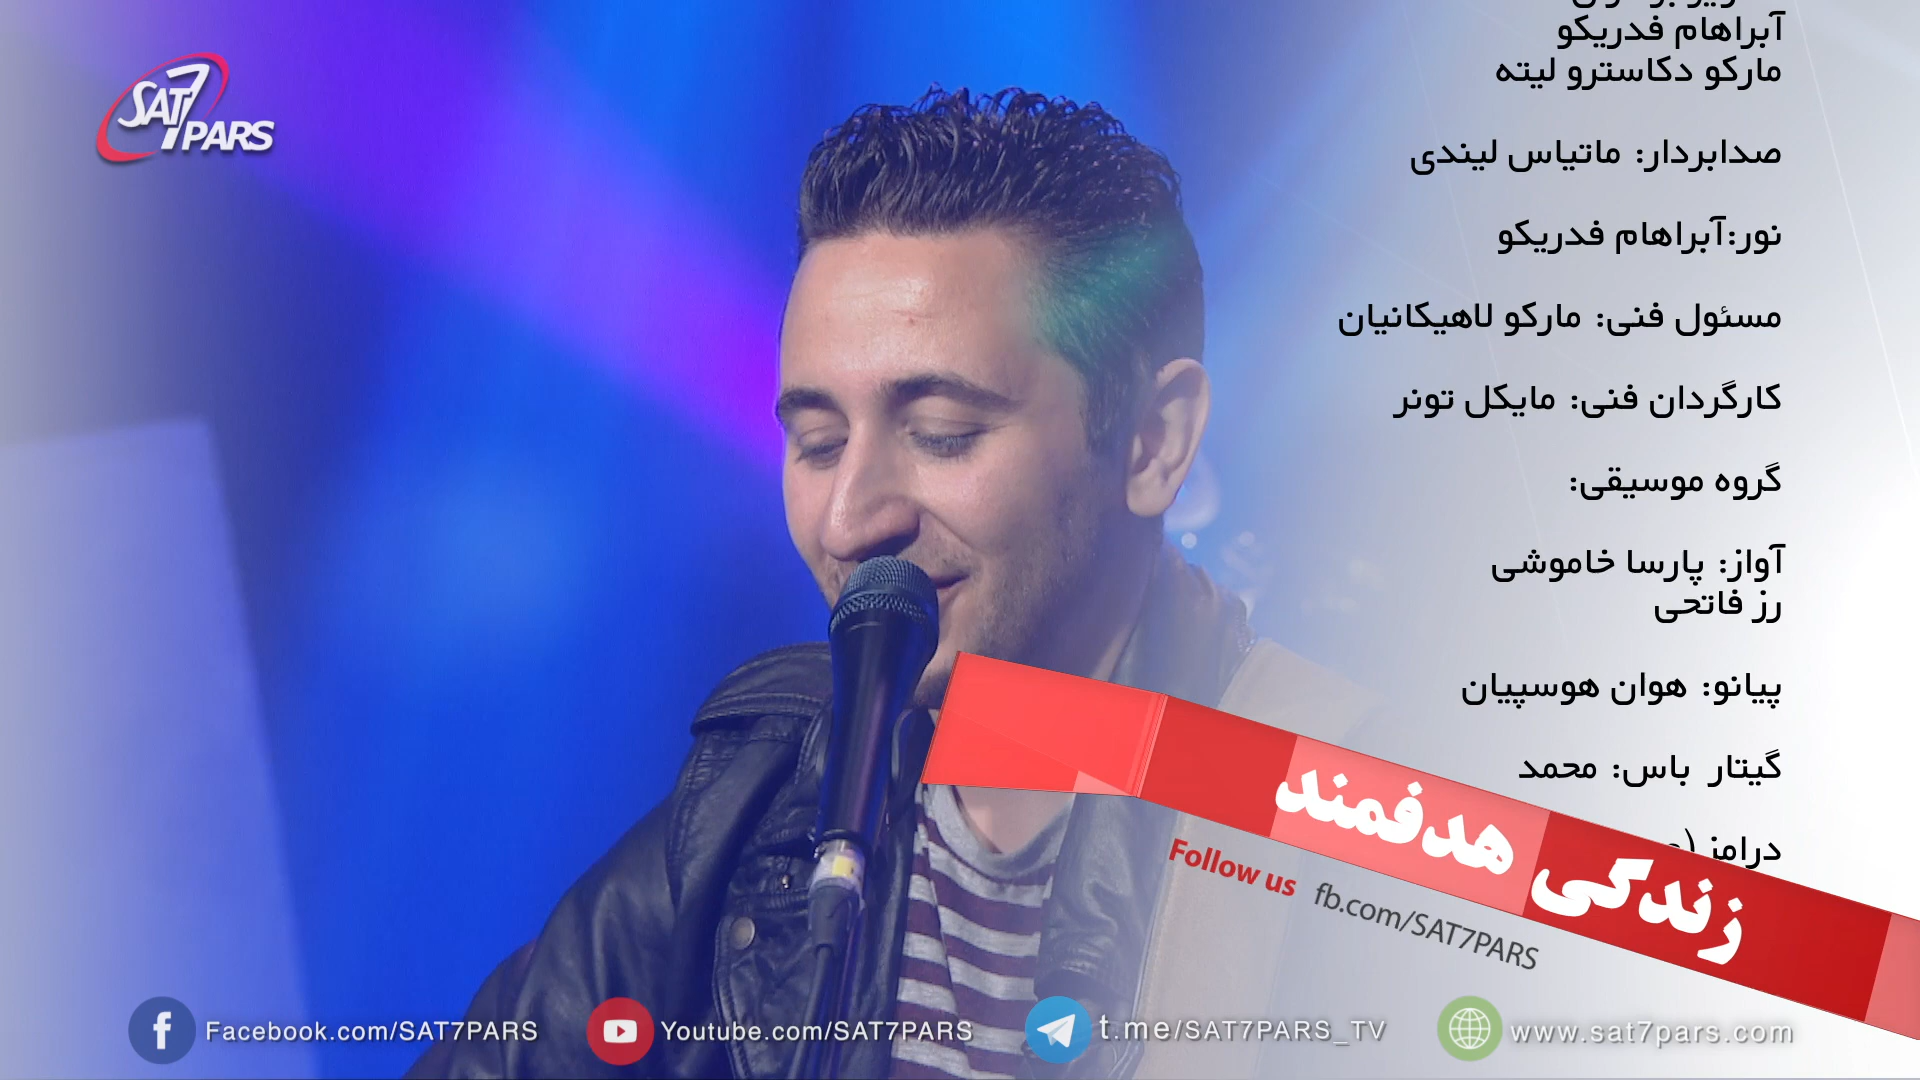 SAT7
PARS
آبراهام فدریکو
مارکو دکاسترو لیته
صدابردار: ماتیاس لیندی
نور:آبراهام فدریکو
مسئول فنی: مارکو لاهیکانیان
کارگردان فنی: مایکل تونر
گروه موسیقی:
آواز: پارسا خاموشی
رز فاتحی
پیانو: هوان هوسپیان
گیتار باس: محمد
درامز
زندگی هدفمند
Follow us fb.com/SAT7PARS
Facebook.com/SAT7PARS
Youtube.com/SAT7PARS
t.me/SAT7PARS_TV
www.sat7pars.com